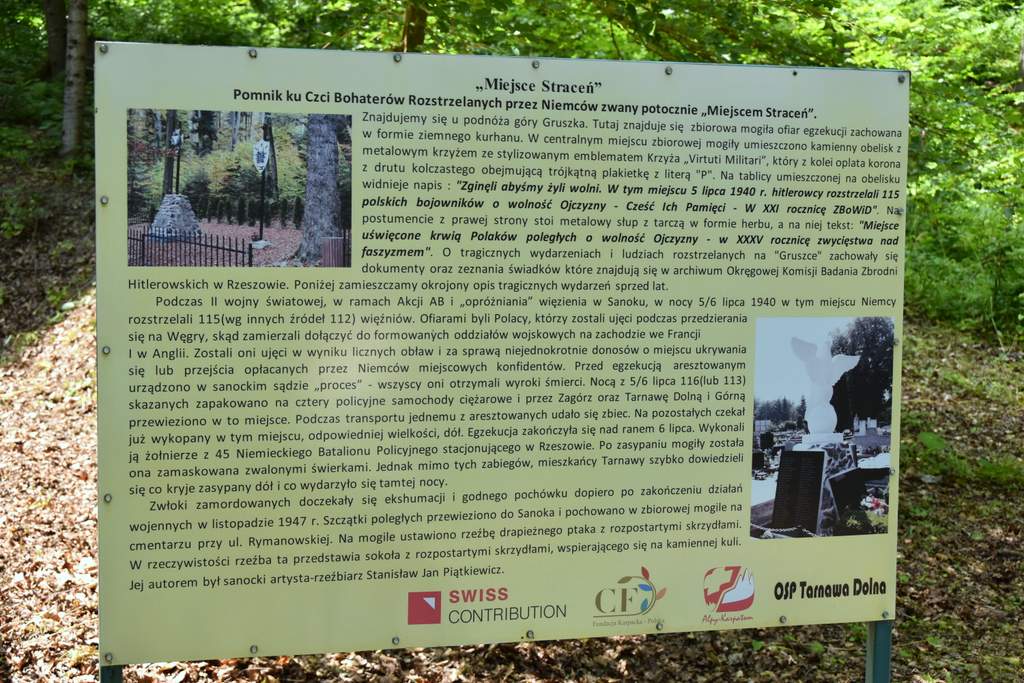 „Miejsce Straceń”
Pomnik ku Czci Bohaterów Rozstrzelanych przez Niemców zwany potocznie „Miejscem Straceń”.
Znajdujemy się u podnóża góry Gruszka. Tutaj znajduje się zbiorowa mogiła ofiar egzekucji zachowana
w formie ziemnego kurhanu. W centralnym miejscu zbiorowej mogiły umieszczono kamienny obelisk z
metalowym krzyżem ze stylizowanym emblematem Krzyża „Virtuti Militari”, który z kolei oplata korona
z drutu kolczastego obejmującą trójkątną plakietkę z literą "P". Na tablicy umieszczonej na obelisku
widnieje napis : "Zginęli abyśmy żyli wolni. W tym miejscu 5 lipca 1940 r. hitlerowcy rozstrzelali 115
polskich bojowników o wolność Ojczyzny - Cześć Ich Pamięci - W XXI rocznicę ZBoWiD". Na
postumencie z prawej strony stoi metalowy słup z tarczą w formie herbu, a na niej tekst: "Miejsce
uświęcone krwią Polaków poległych o wolność Ojczyzny - w XXXV rocznicę zwycięstwa nad
faszyzmem". O tragicznych wydarzeniach i ludziach rozstrzelanych na "Gruszce" zachowały się
dokumenty oraz zeznania świadków które znajdują się w archiwum Okręgowej Komisji Badania Zbrodni
Hitlerowskich w Rzeszowie. Poniżej zamieszczamy okrojony opis tragicznych wydarzeń sprzed lat.
Podczas II wojny światowej, w ramach Akcji AB i „opróżniania” więzienia w Sanoku, w nocy 5/6 lipca 1940 w tym miejscu Niemcy
rozstrzelali 115(wg innych źródeł 112) więźniów. Ofiarami byli Polacy, którzy zostali ujęci podczas przedzierania
się na Węgry, skąd zamierzali dołączyć do formowanych oddziałów wojskowych na zachodzie we Francji
I w Anglii. Zostali oni ujęci w wyniku licznych obław i za sprawą niejednokrotnie donosów o miejscu ukrywania
się lub przejścia opłacanych przez Niemców miejscowych konfidentów. Przed egzekucją aresztowanym
urządzono w sanockim sądzie „proces” - wszyscy oni otrzymali wyroki śmierci. Nocą z 5/6 lipca 116(lub 113)
skazanych zapakowano na cztery policyjne samochody ciężarowe i przez Zagórz oraz Tarnawę Dolną i Górną
przewieziono w to miejsce. Podczas transportu jednemu z aresztowanych udało się zbiec. Na pozostałych czekał
już wykopany w tym miejscu, odpowiedniej wielkości, dół. Egzekucja zakończyła się nad ranem 6 lipca. Wykonali
ją żołnierze z 45 Niemieckiego Batalionu Policyjnego stacjonującego w Rzeszowie. Po zasypaniu mogiły została
ona zamaskowana zwalonymi świerkami. Jednak mimo tych zabiegów, mieszkańcy Tarnawy szybko dowiedzieli
się co kryje zasypany dół i co wydarzyło się tamtej nocy.
Zwłoki zamordowanych doczekały się ekshumacji i godnego pochówku dopiero po zakończeniu działań
wojennych w listopadzie 1947 r. Szczątki poległych przewieziono do Sanoka i pochowano w zbiorowej mogile na
cmentarzu przy ul. Rymanowskiej. Na mogile ustawiono rzeźbę drapieżnego ptaka z rozpostartymi skrzydłami.
W rzeczywistości rzeźba ta przedstawia sokoła z rozpostartymi skrzydłami, wspierającego się na kamiennej kuli.
Jej autorem był sanocki artysta-rzeźbiarz Stanisław Jan Piątkiewicz.
SWISS
CONTRIBUTION
CF
Fundacja Karpacka - Polska
Alpy-Karpatom
OSP Tarnawa Dolna